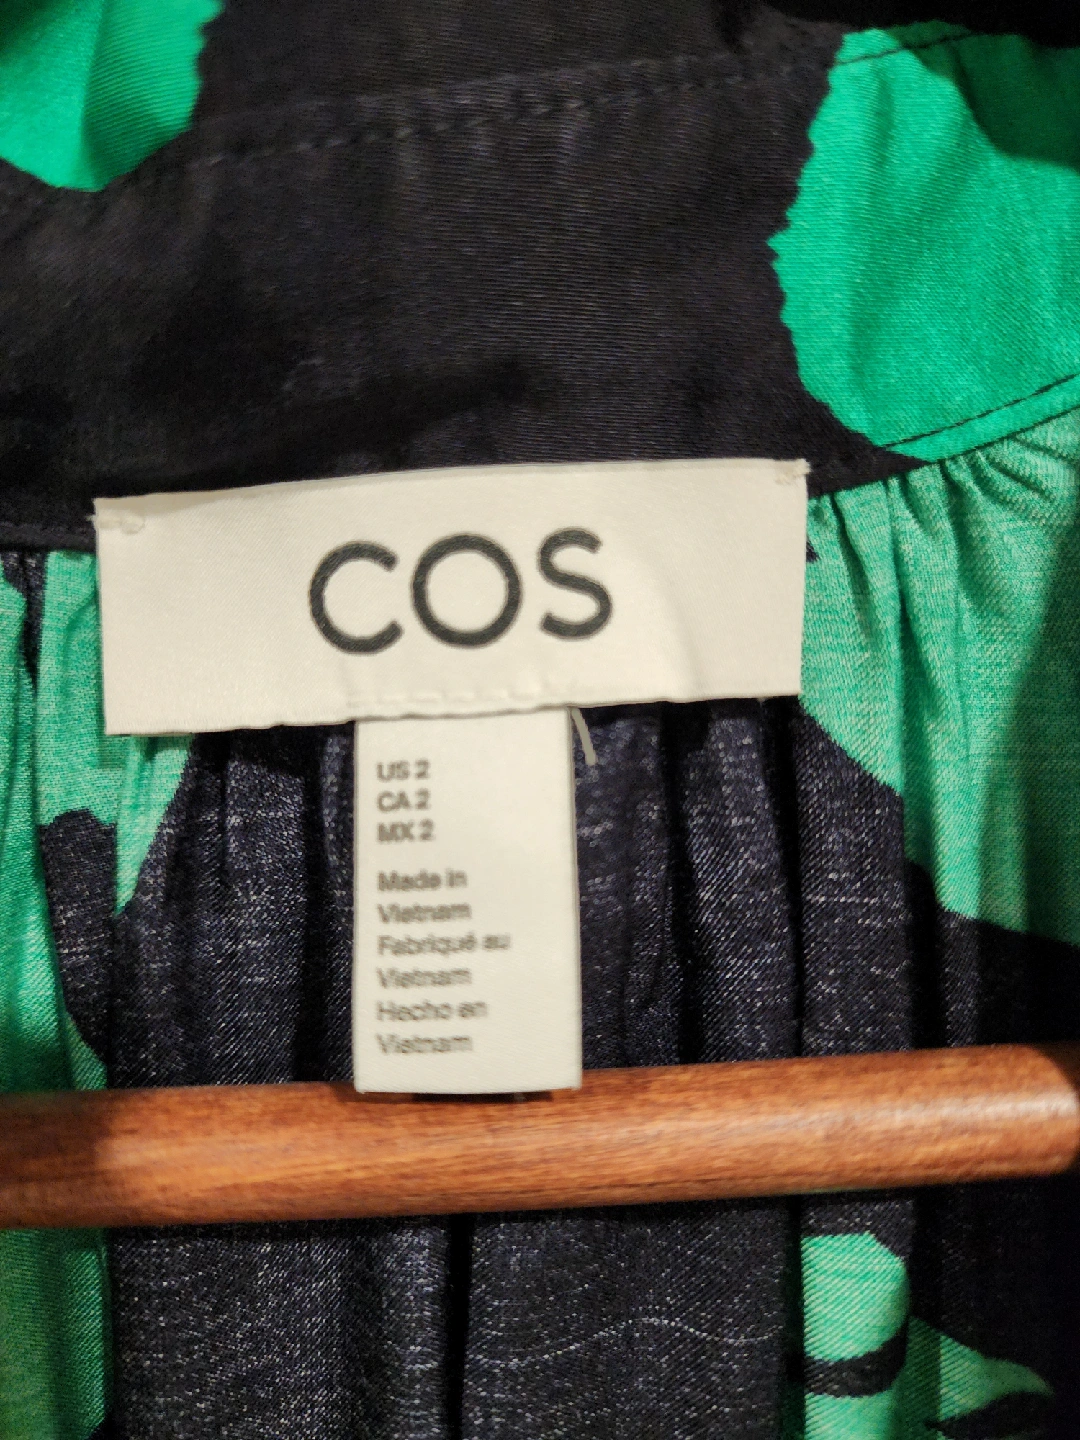 COS
US 2
CA 2
MX 2
Made in
Vietnam
Fabriqué au
Vietnam
Hecho en
Vietnam